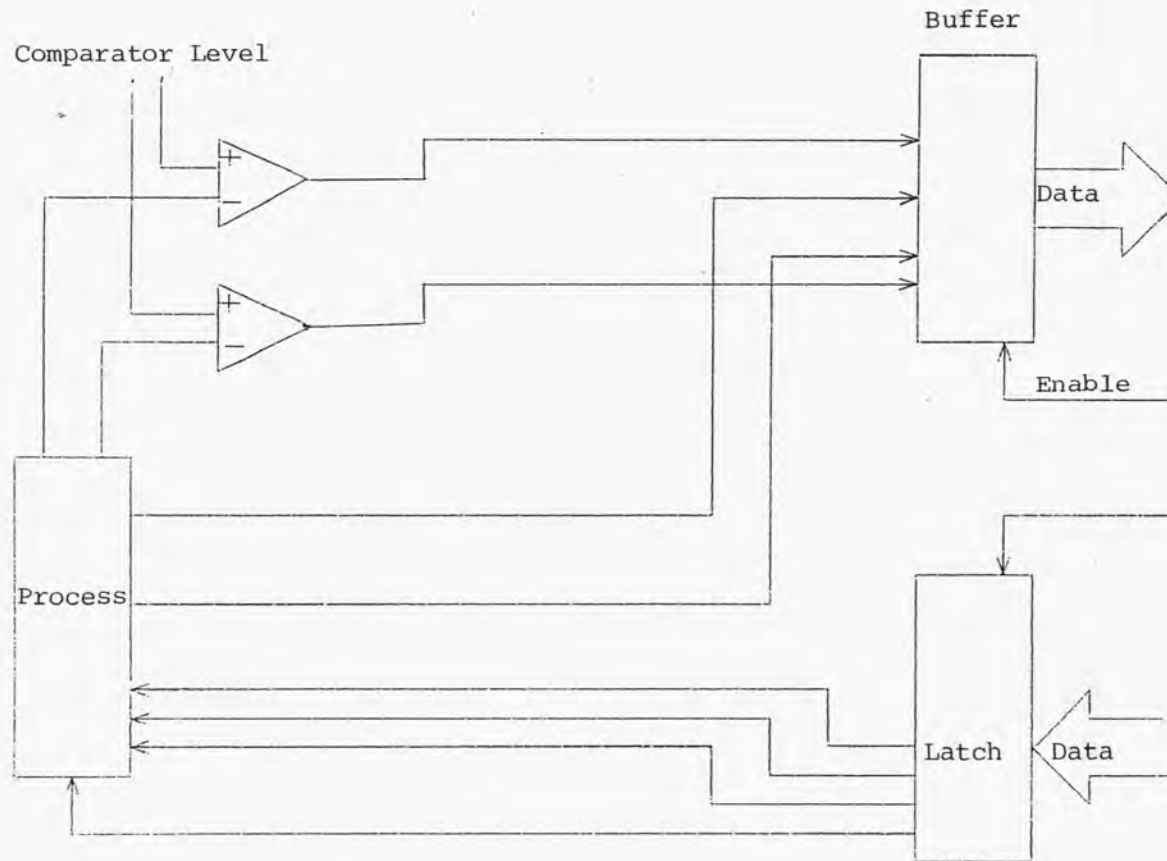 Buffer
Comparator Level
+
−
Data
+
−
Enable
Process
Latch
Data